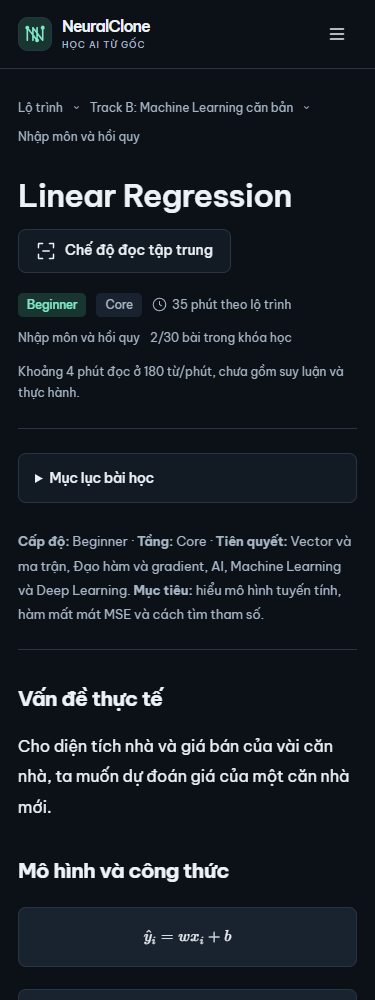 NeuralClone
HỌC AI TỪ GỐC
Lộ trình ⌄ Track B: Machine Learning căn bản ⌄
Nhập môn và hồi quy
Linear Regression
Chế độ đọc tập trung
Beginner Core 35 phút theo lộ trình
Nhập môn và hồi quy 2/30 bài trong khóa học
Khoảng 4 phút đọc ở 180 từ/phút, chưa gồm suy luận và
thực hành.
▶ Mục lục bài học
Cấp độ: Beginner · Tầng: Core · Tiên quyết: Vector và
ma trận, Đạo hàm và gradient, AI, Machine Learning
và Deep Learning. Mục tiêu: hiểu mô hình tuyến tính,
hàm mất mát MSE và cách tìm tham số.
Vấn đề thực tế
Cho diện tích nhà và giá bán của vài căn
nhà, ta muốn dự đoán giá của một căn nhà
mới.
Mô hình và công thức
ŷᵢ = wxᵢ + b